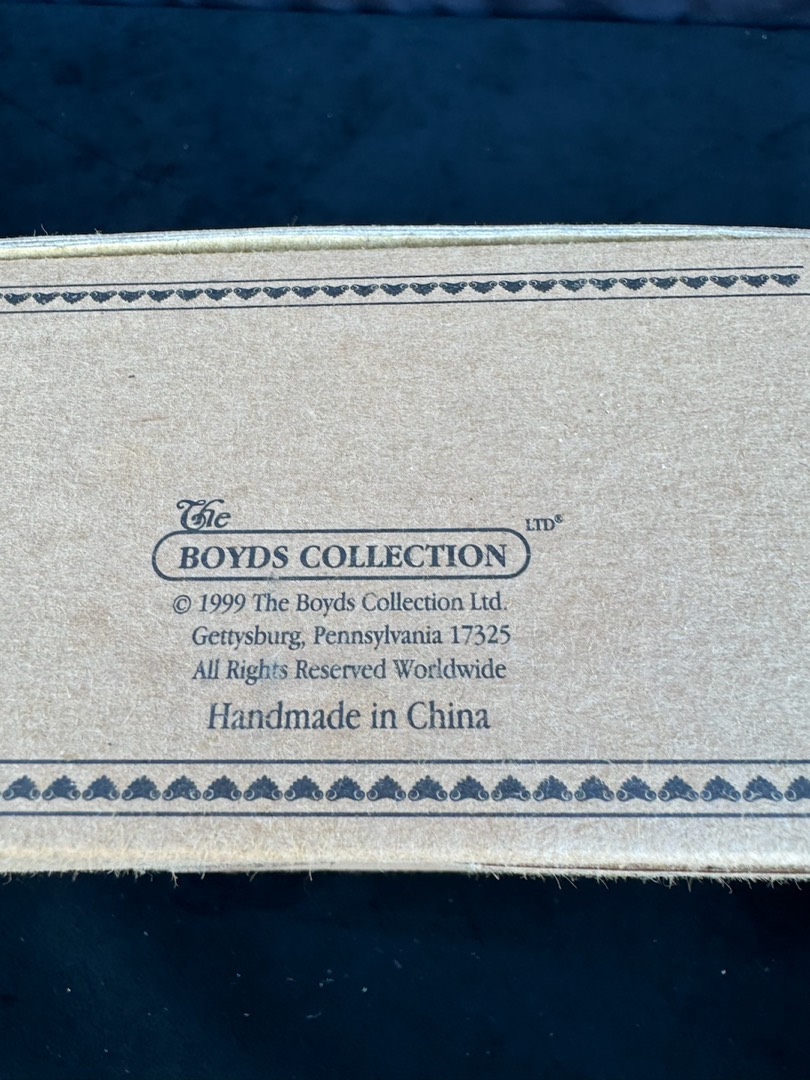 The
BOYDS COLLECTION LTD®
© 1999 The Boyds Collection Ltd.
Gettysburg, Pennsylvania 17325
All Rights Reserved Worldwide
Handmade in China